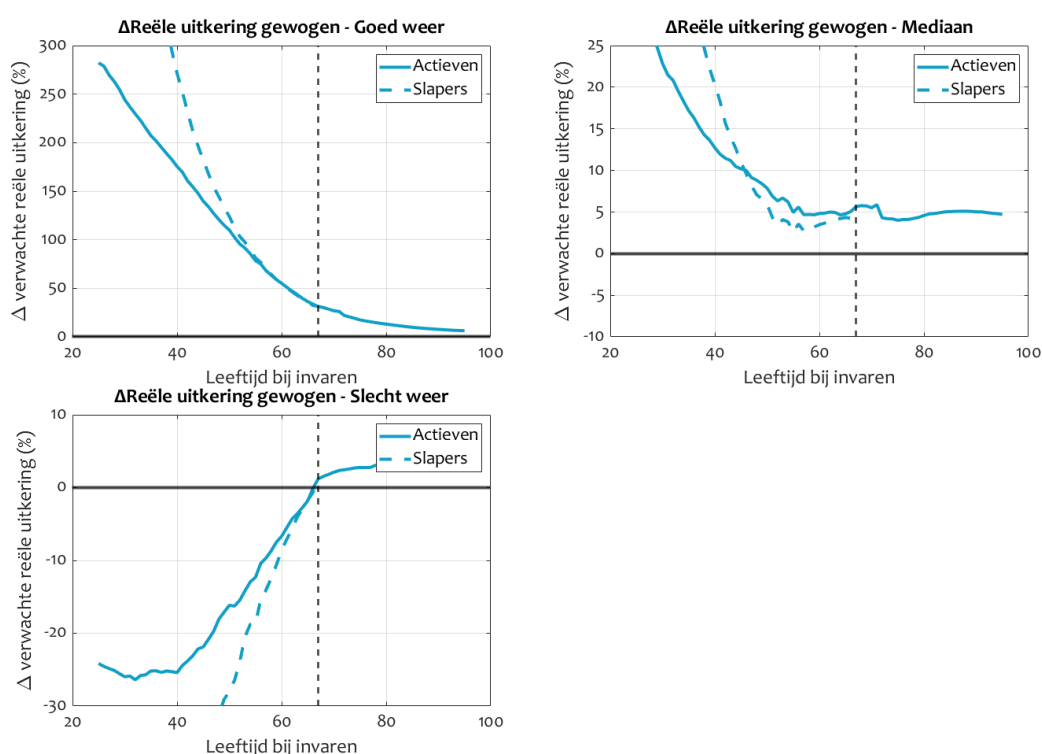 ΔReële uitkering gewogen - Goed weer
Δ verwachte reële uitkering (%)
300
250
200
150
100
50
0
20
40
60
80
100
Leeftijd bij invaren
Actieven
Slapers
ΔReële uitkering gewogen - Mediaan
Δ verwachte reële uitkering (%)
25
20
15
10
5
0
-5
-10
20
40
60
80
100
Leeftijd bij invaren
Actieven
Slapers
ΔReële uitkering gewogen - Slecht weer
Δ verwachte reële uitkering (%)
10
0
-10
-20
-30
20
40
60
80
100
Leeftijd bij invaren
Actieven
Slapers